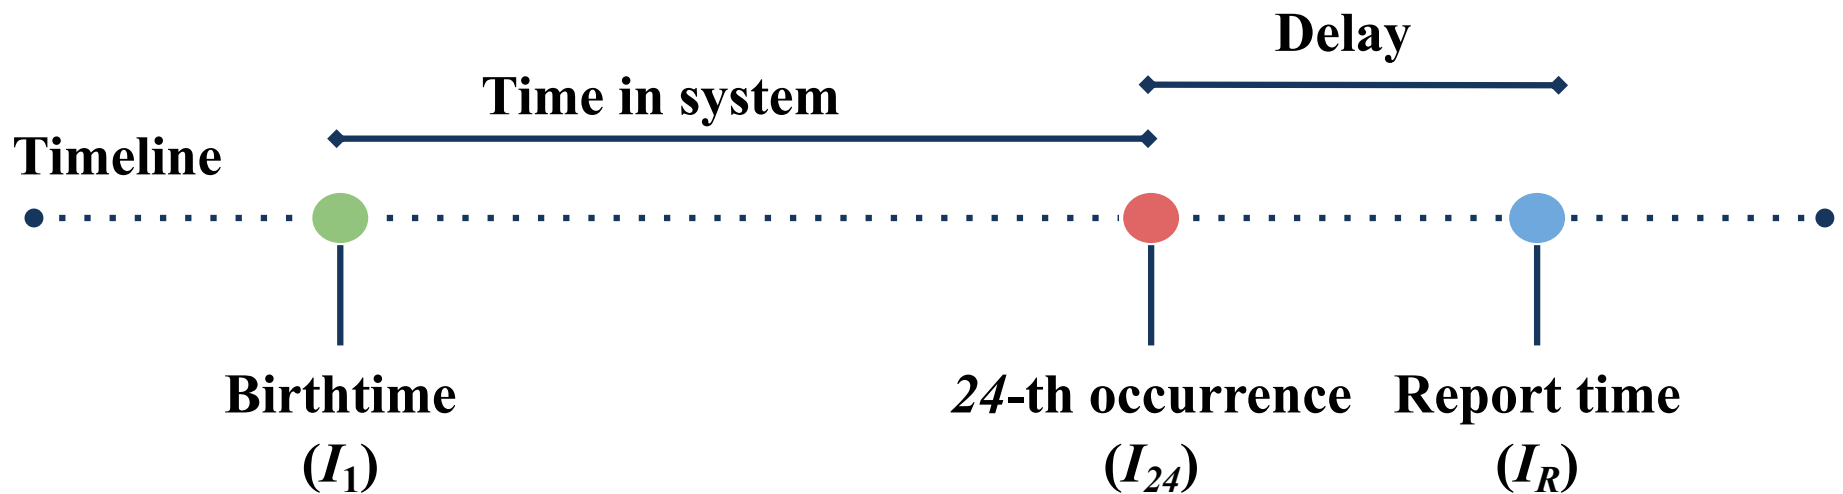 Delay
Time in system
Timeline
Birthtime
(I1)
24-th occurrence
(I24)
Report time
(IR)